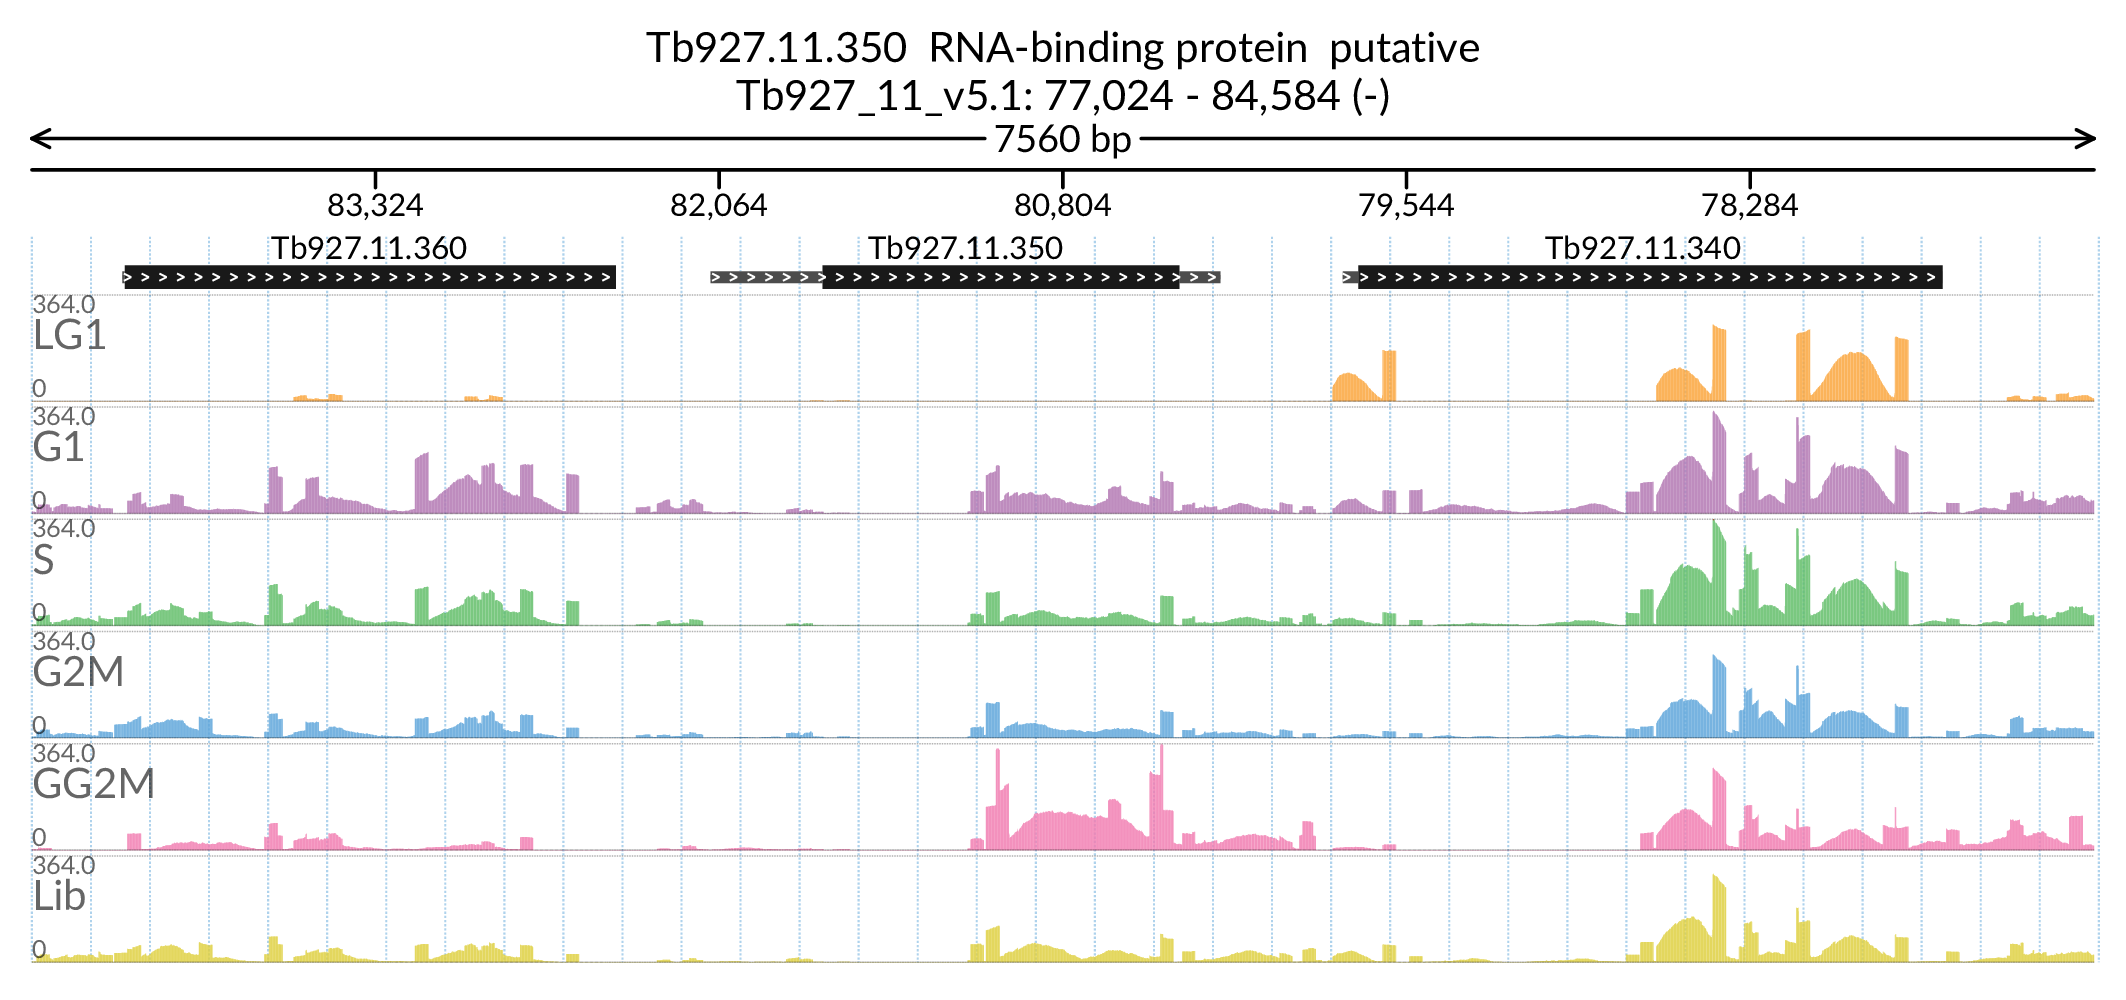 Tb927.11.350  RNA-binding protein  putative
Tb927_11_v5.1: 77,024 - 84,584 (-)
7560 bp
83,324 82,064 80,804 79,544 78,284
Tb927.11.360 Tb927.11.350 Tb927.11.340
364.0
LG1
0
364.0
G1
0
364.0
S
0
364.0
G2M
0
364.0
GG2M
0
364.0
Lib
0